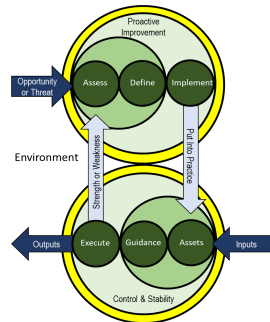 Proactive
Improvement
Opportunity
or Threat
Assess
Define
Implement
Environment
Strength or Weakness
Put Into Practice
Outputs
Execute
Guidance
Assets
Inputs
Control & Stability